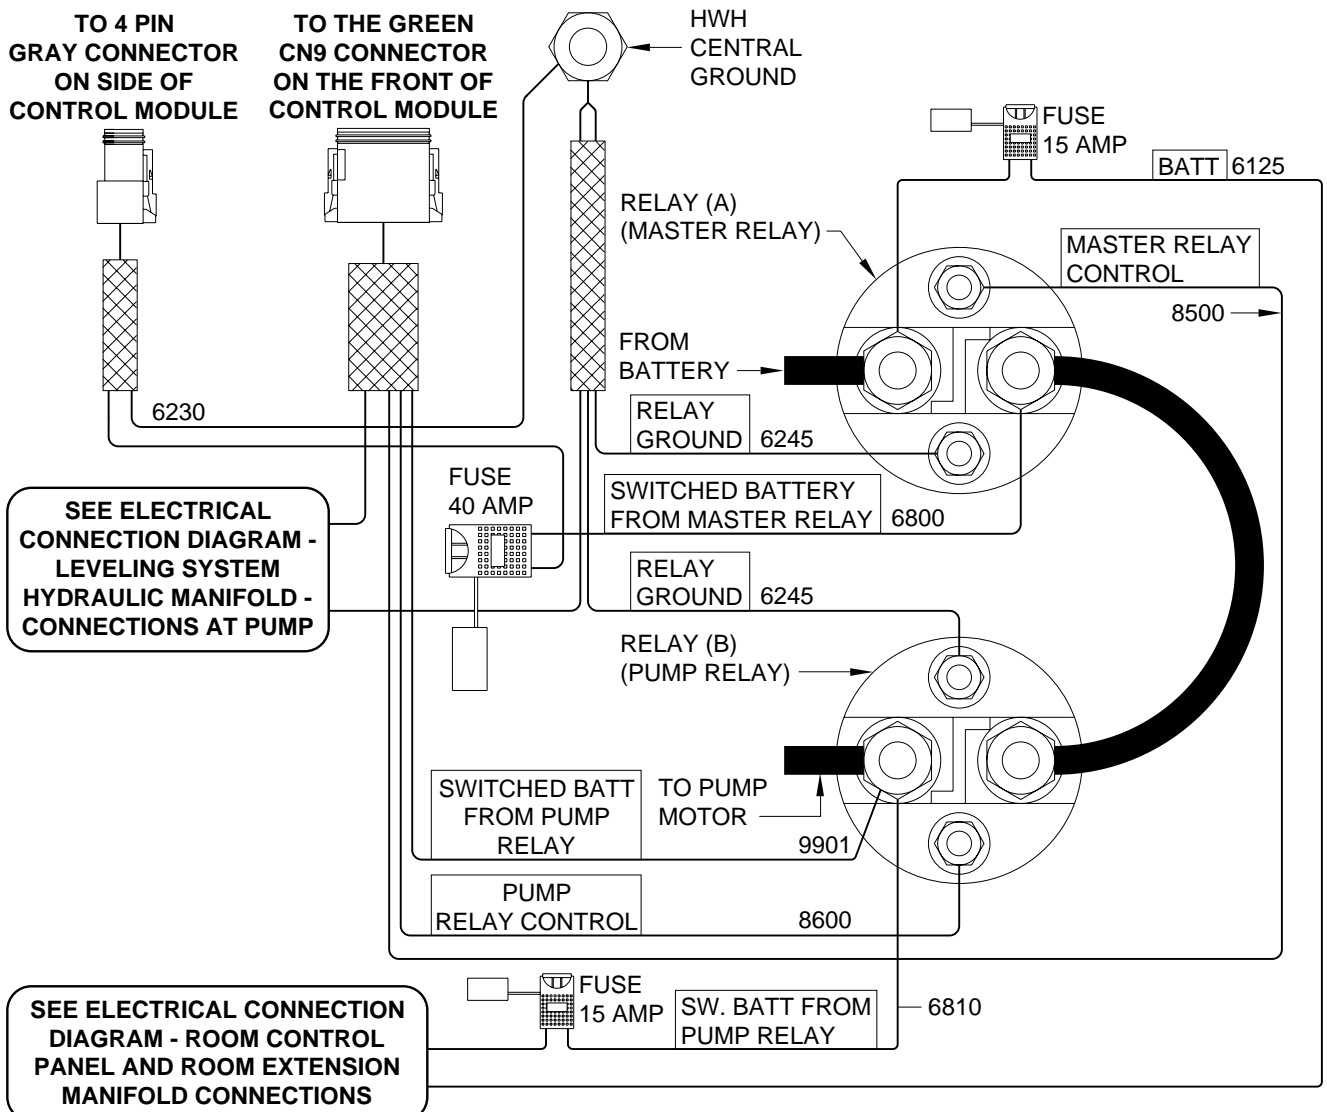 TO 4 PIN
GRAY CONNECTOR
ON SIDE OF
CONTROL MODULE
TO THE GREEN
CN9 CONNECTOR
ON THE FRONT OF
CONTROL MODULE
HWH
CENTRAL
GROUND
FUSE
15 AMP
BATT 6125
RELAY (A)
(MASTER RELAY)
MASTER RELAY
CONTROL
8500
FROM
BATTERY
6230
RELAY
GROUND 6245
FUSE
40 AMP
SWITCHED BATTERY
FROM MASTER RELAY 6800
SEE ELECTRICAL
CONNECTION DIAGRAM -
LEVELING SYSTEM
HYDRAULIC MANIFOLD -
CONNECTIONS AT PUMP
RELAY
GROUND 6245
RELAY (B)
(PUMP RELAY)
SWITCHED BATT
FROM PUMP
RELAY
TO PUMP
MOTOR
9901
PUMP
RELAY CONTROL
8600
FUSE
15 AMP
SW. BATT FROM
PUMP RELAY
6810
SEE ELECTRICAL CONNECTION
DIAGRAM - ROOM CONTROL
PANEL AND ROOM EXTENSION
MANIFOLD CONNECTIONS